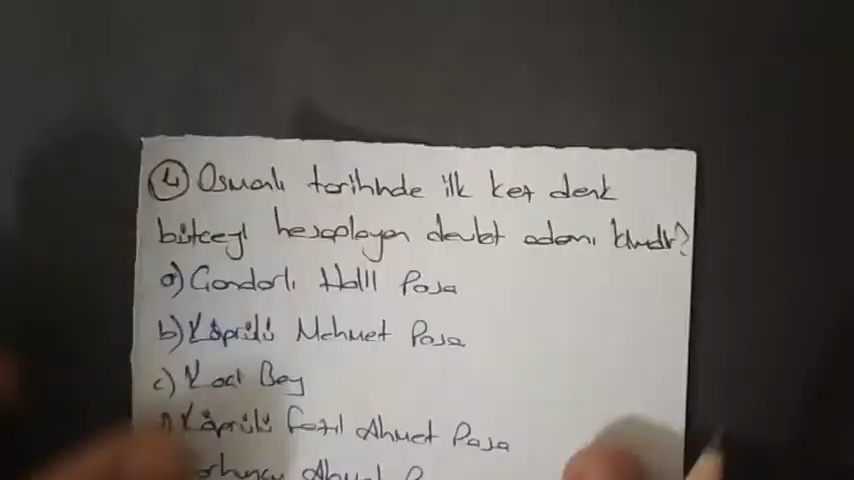 4 Osmanlı tarihinde ilk kez denk
bütçeyi hesaplayan devlet adamı kimdir?
a) Çandarlı Halil Paşa
b) Köprülü Mehmet Paşa
c) Koçi Bey
Köprülü Fazıl Ahmet Paşa
Ahmet P